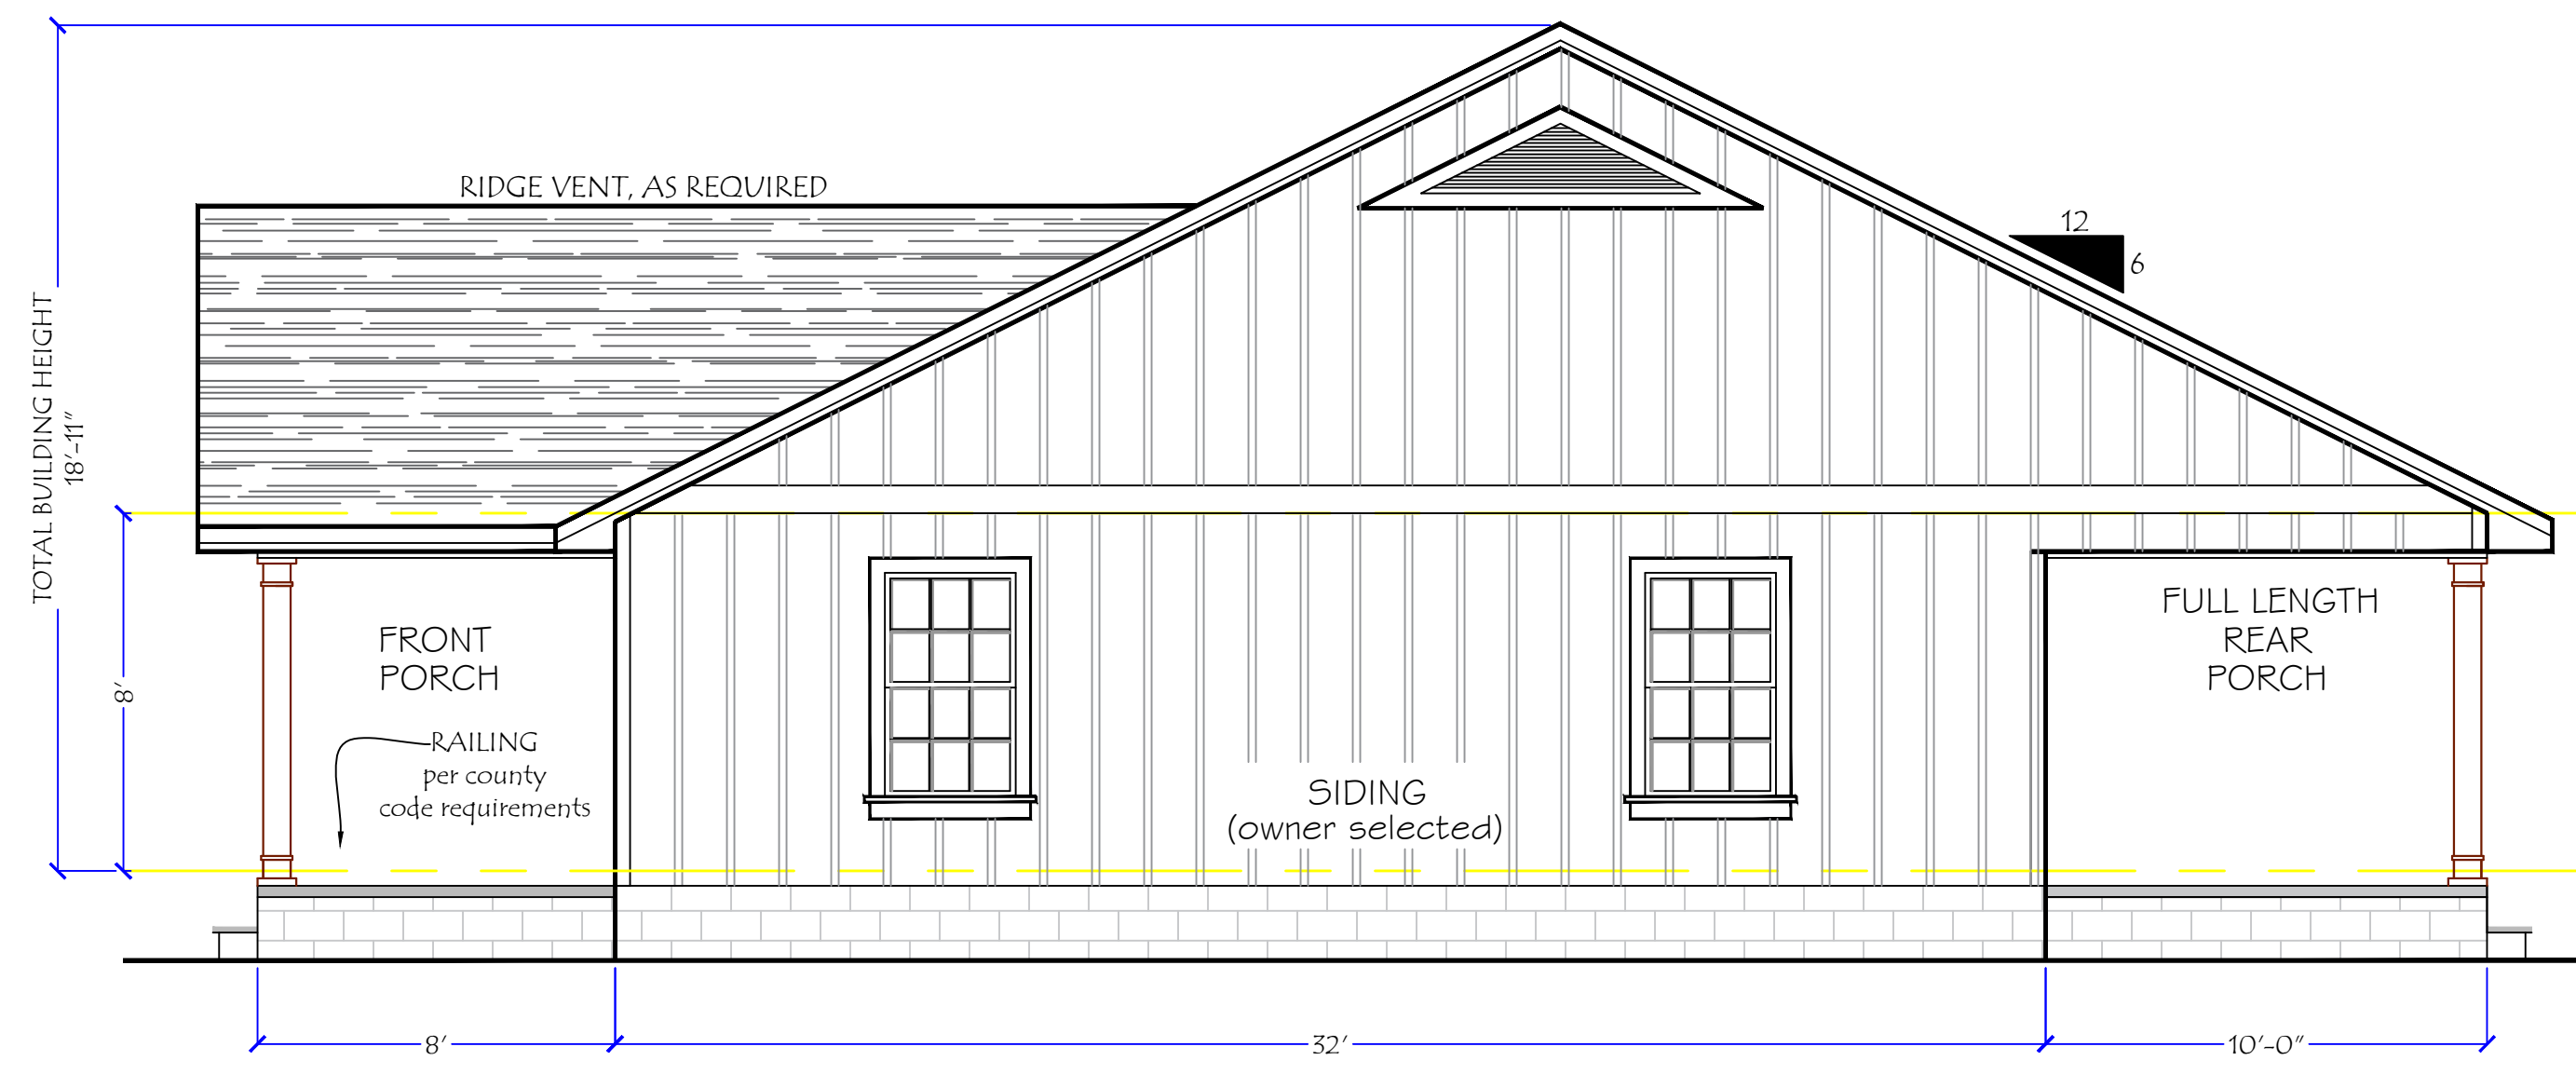 RIDGE VENT, AS REQUIRED
12
6
TOTAL BUILDING HEIGHT
18'-11"
8'
FRONT
PORCH
RAILING
per county
code requirements
SIDING
(owner selected)
FULL LENGTH
REAR
PORCH
8'
32'
10'-0"